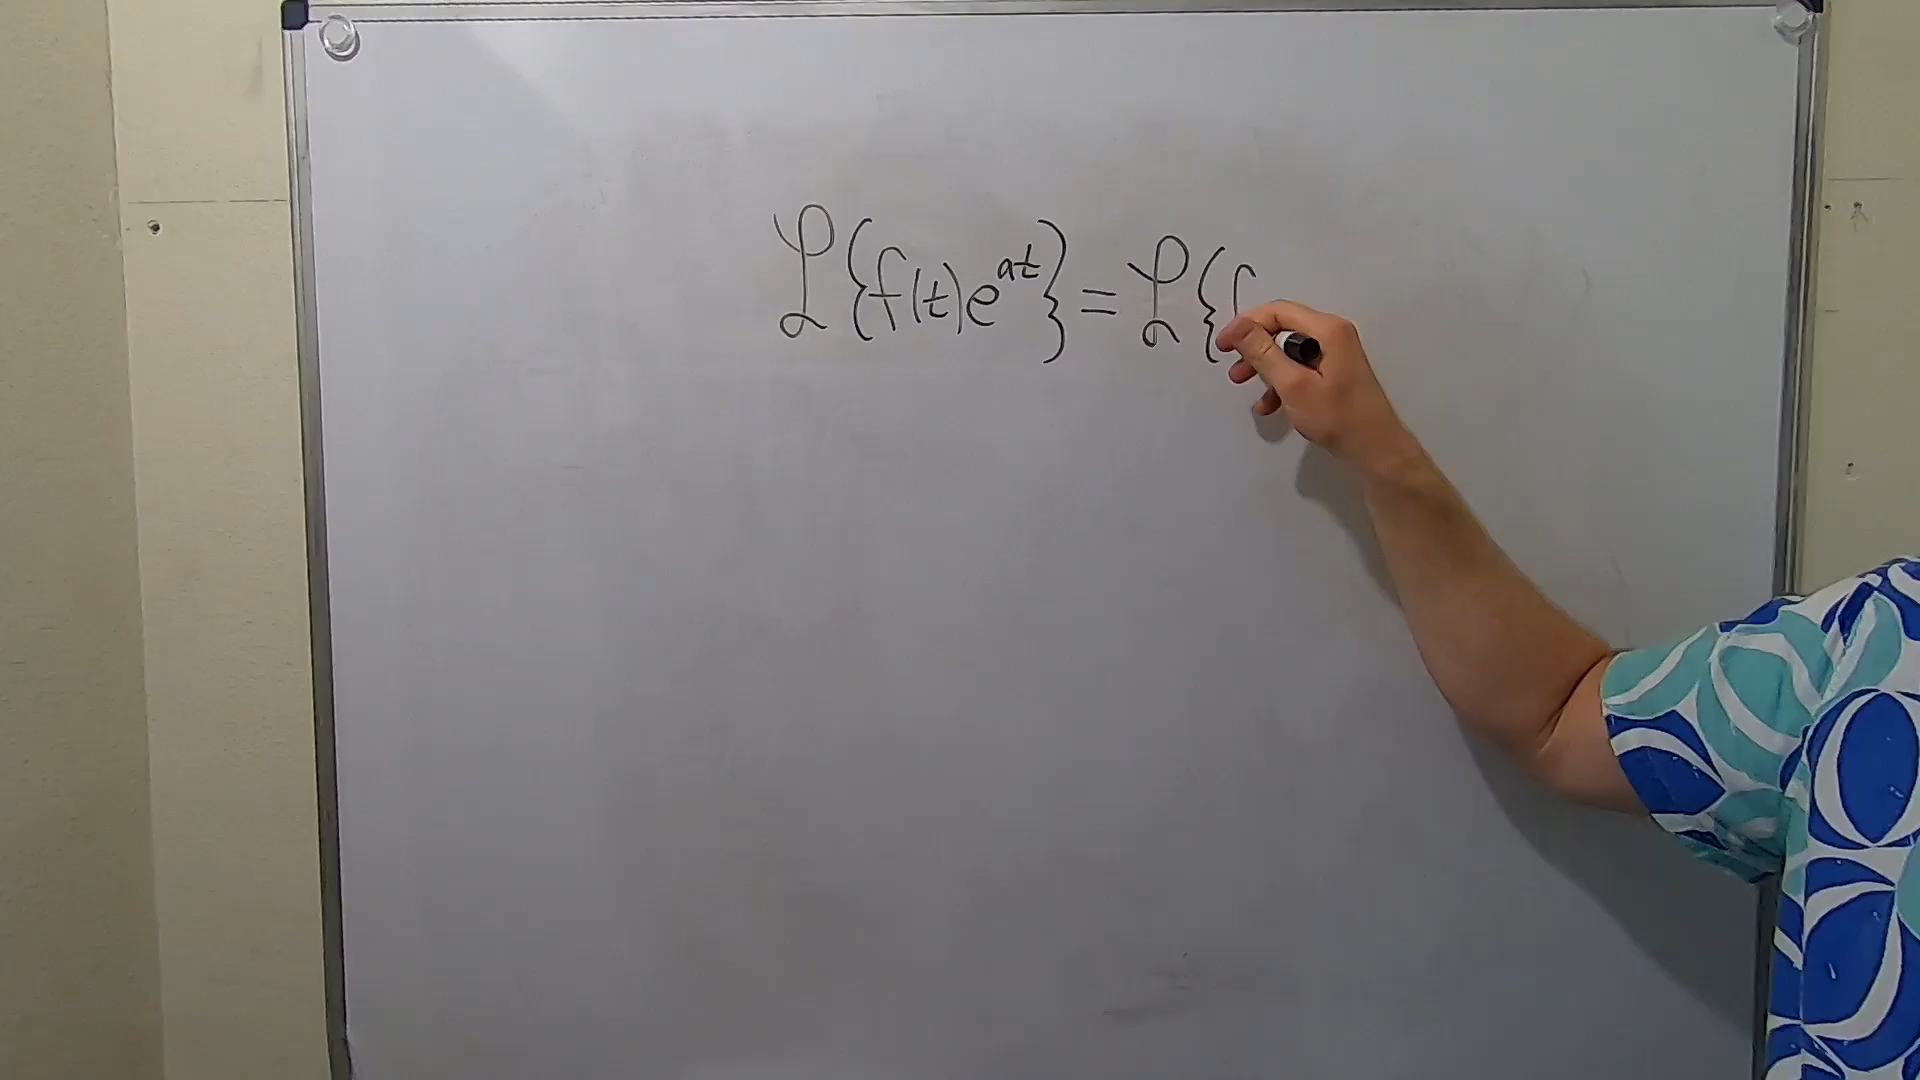 ℒ{f(t)e^{at}} = ℒ{f